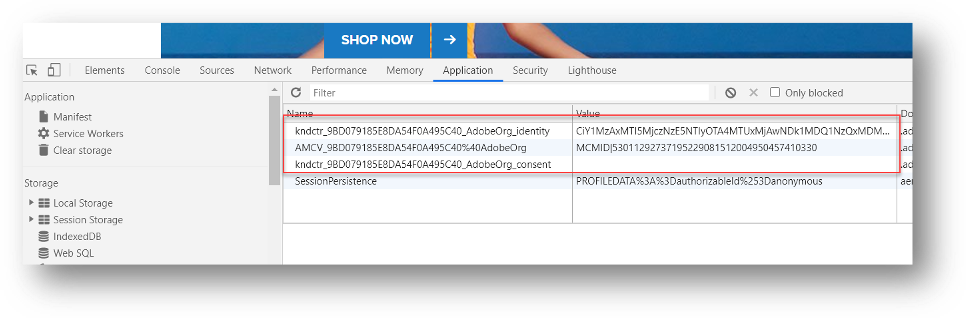 SHOP NOW →
Elements Console Sources Network Performance Memory Application Security Lighthouse
Application
Manifest
Service Workers
Clear storage
Storage
Local Storage
Session Storage
IndexedDB
Web SQL
Filter Only blocked
Name Value Do
kndctr_9BD079185E8DA54F0A495C40_AdobeOrg_identity CiY1MzAxMTI5MjczNzE5NTIyOTA4MTUxMjAwNDk1MDQ1NzQxMDM... .ad
AMCV_9BD079185E8DA54F0A495C40%40AdobeOrg MCMID|53011292737195229081512004950457410330 .ad
kndctr_9BD079185E8DA54F0A495C40_AdobeOrg_consent .ad
SessionPersistence PROFILEDATA%3A%3DauthorizableId%253Danonymous aer